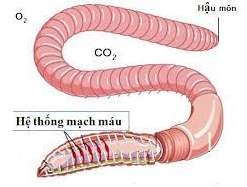 O₂
Hậu môn
CO₂
Hệ thống mạch máu